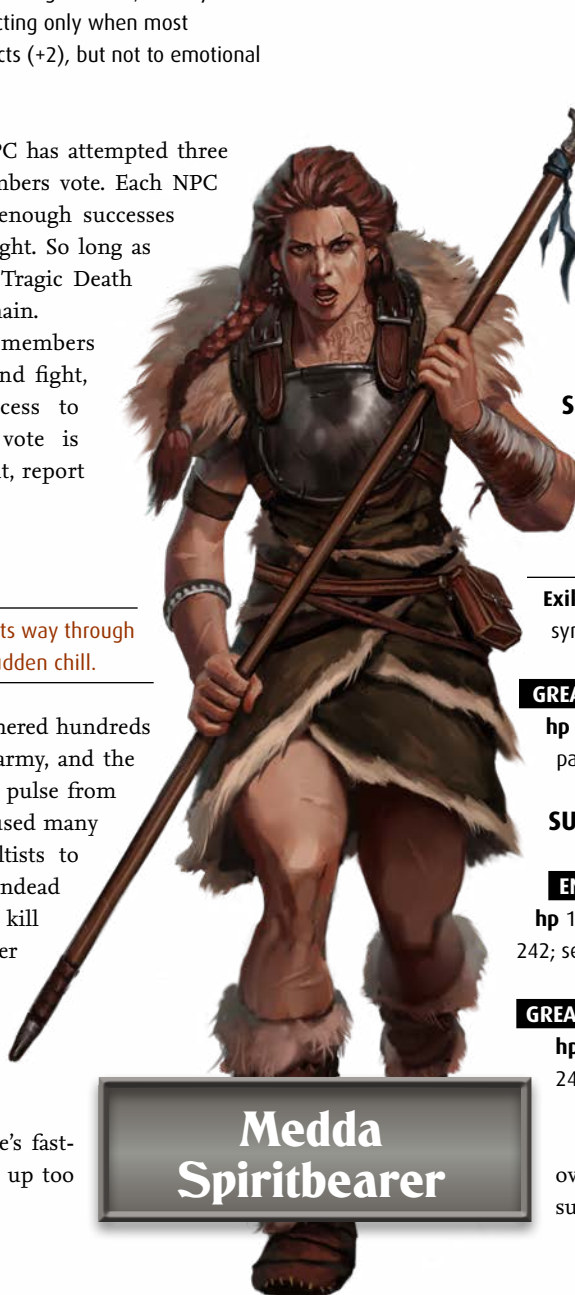 cting only when most
cts (+2), but not to emotional
PC has attempted three
mbers vote. Each NPC
enough successes
ght. So long as
Tragic Death
nain.
members
nd fight,
cess to
vote is
t, report
ts way through
udden chill.
hered hundreds
army, and the
pulse from
used many
ltists to
ndead
kill
er
e's fast-
up too
S
Exil
syn
GREA
hp
pa
SU
EN
hp 1
242; se
GREA
hp
24
ov
su
Medda
Spiritbearer